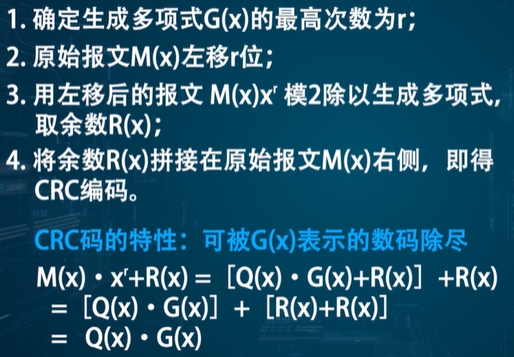 1. 确定生成多项式G(x)的最高次数为r；
2. 原始报文M(x)左移r位；
3. 用左移后的报文 M(x)xʳ 模2除以生成多项式，
取余数R(x)；
4. 将余数R(x)拼接在原始报文M(x)右侧，即得
CRC编码。
CRC码的特性：可被G(x)表示的数码除尽
M(x)·xʳ+R(x) =［Q(x)·G(x)+R(x)］+R(x)
=［Q(x)·G(x)］+［R(x)+R(x)］
= Q(x)·G(x)